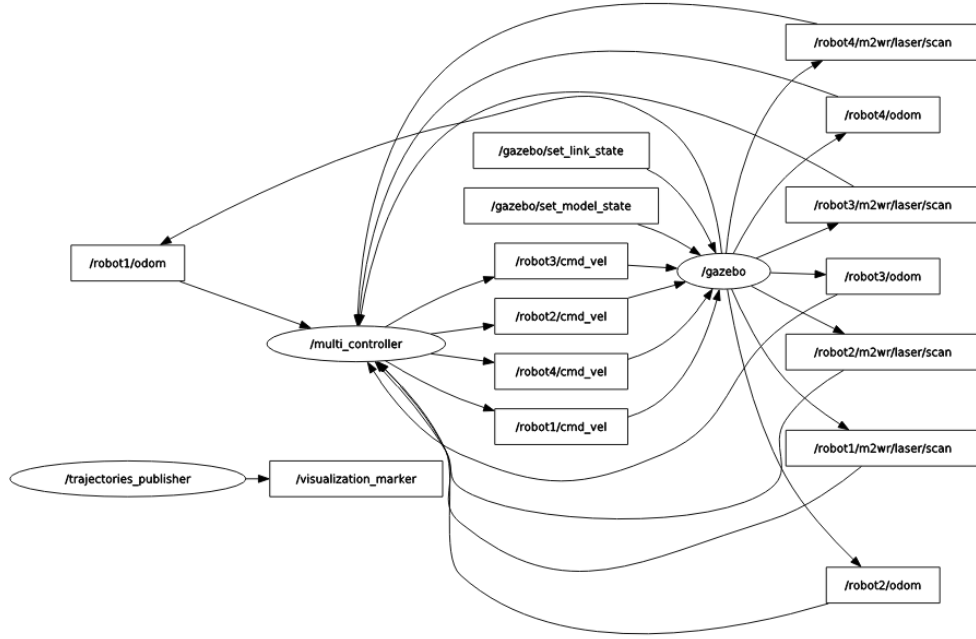 /robot4/m2wr/laser/scan
/robot4/odom
/gazebo/set_link_state
/gazebo/set_model_state
/robot3/m2wr/laser/scan
/robot1/odom
/robot3/cmd_vel
/gazebo
/robot3/odom
/robot2/cmd_vel
/multi_controller
/robot2/m2wr/laser/scan
/robot4/cmd_vel
/robot1/cmd_vel
/robot1/m2wr/laser/scan
/trajectories_publisher
/visualization_marker
/robot2/odom